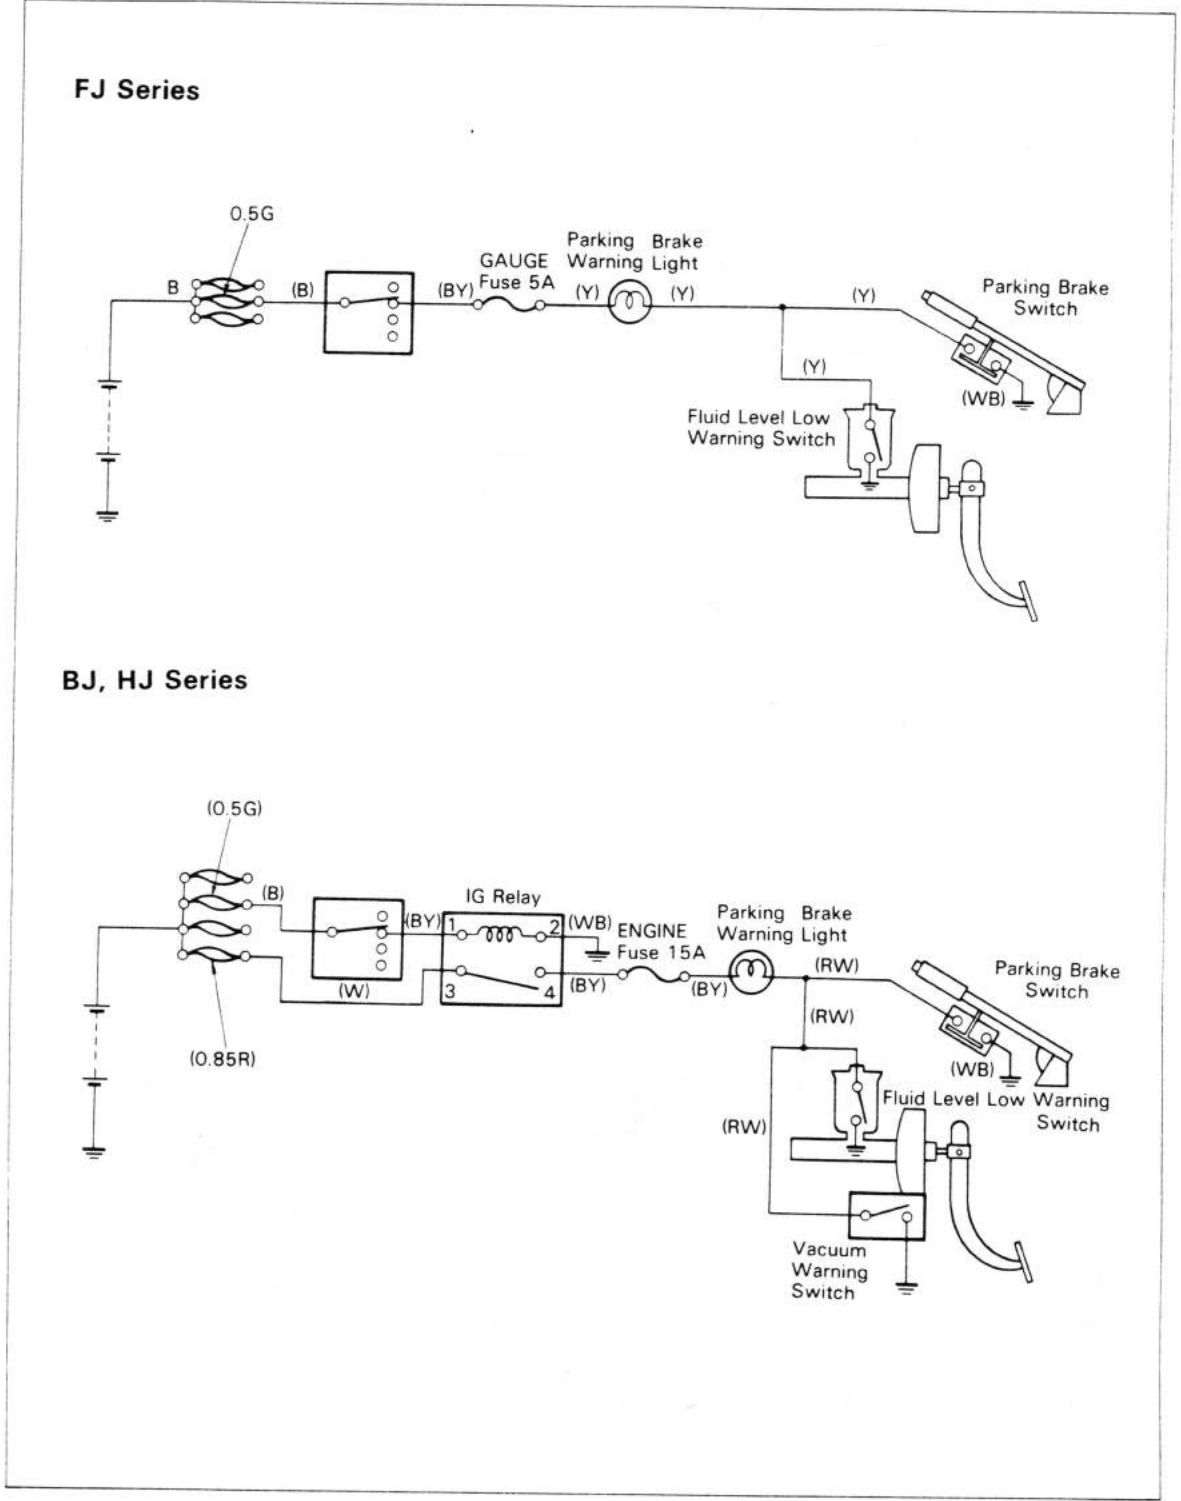 FJ Series
0.5G
B
(B)
(BY)
GAUGE
Fuse 5A
(Y)
Parking Brake
Warning Light
(Y)
(Y)
Parking Brake
Switch
(WB)
(Y)
Fluid Level Low
Warning Switch
BJ, HJ Series
(0.5G)
(B)
(0.85R)
(W)
(BY)
IG Relay
1
2
3
4
(WB)
(BY)
ENGINE
Fuse 15A
(BY)
Parking Brake
Warning Light
(RW)
Parking Brake
Switch
(WB)
(RW)
Fluid Level Low Warning
Switch
(RW)
Vacuum
Warning
Switch